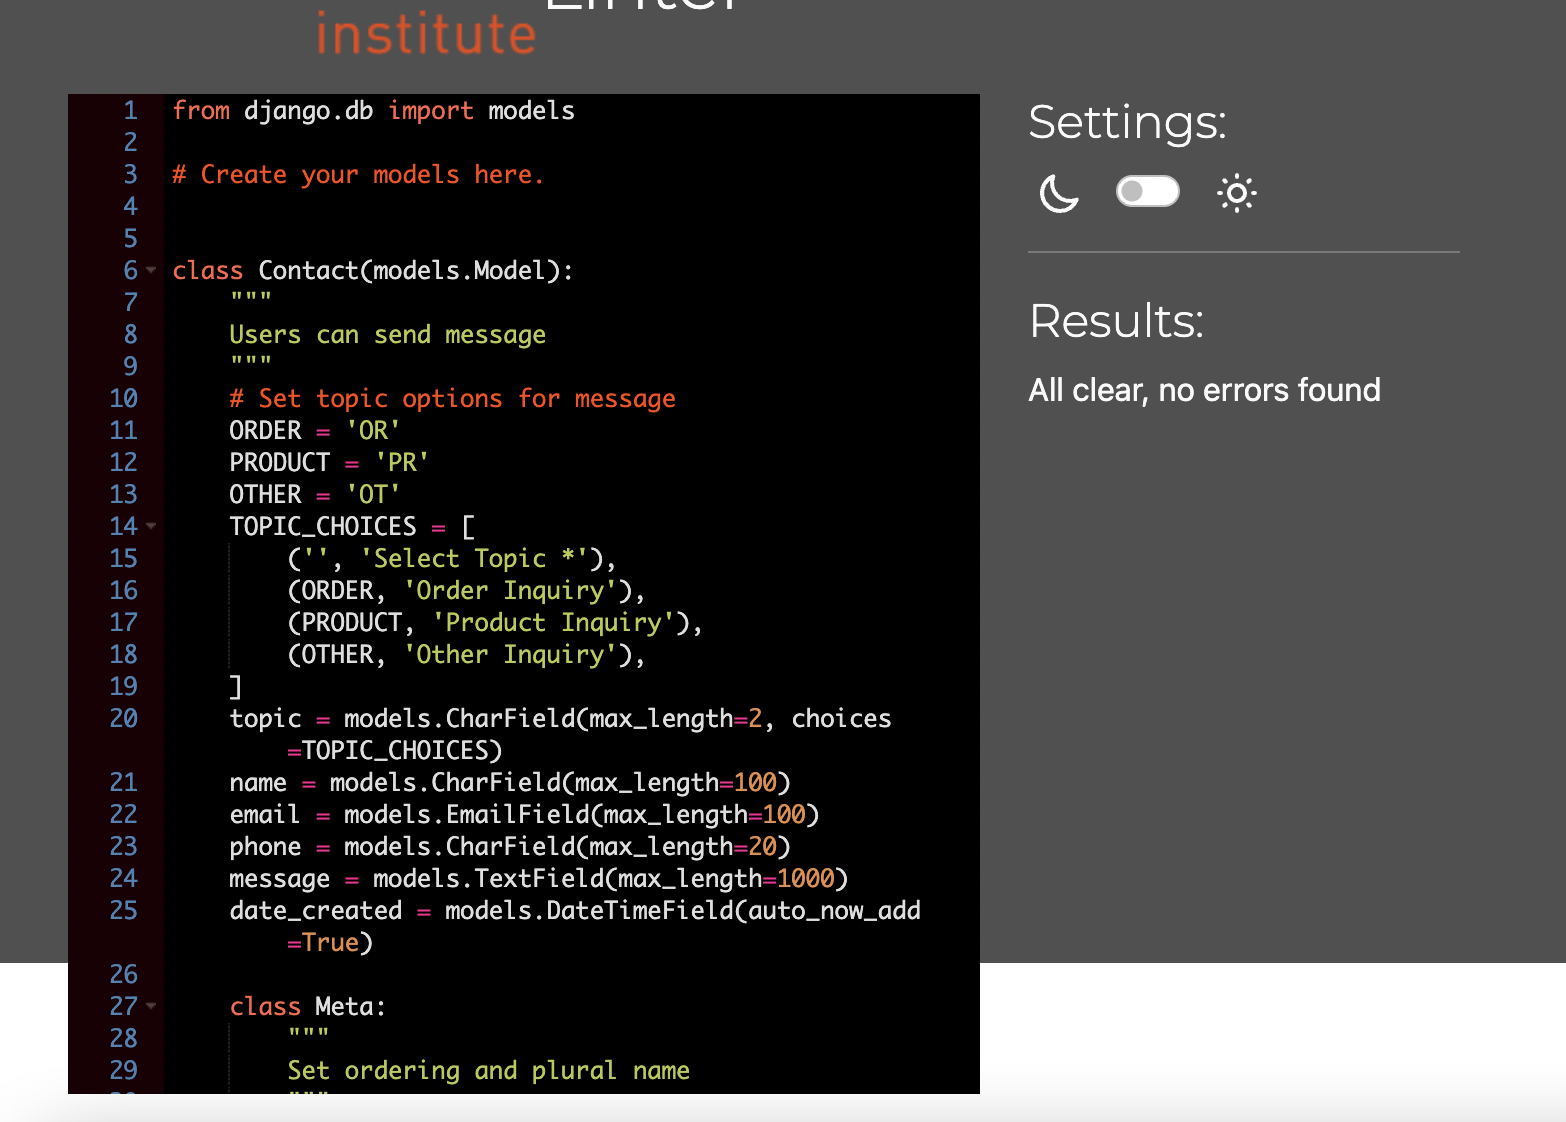 Linter
institute
1 from django.db import models
2
3 # Create your models here.
4
5
6 class Contact(models.Model):
7     """
8     Users can send message
9     """
10     # Set topic options for message
11     ORDER = 'OR'
12     PRODUCT = 'PR'
13     OTHER = 'OT'
14     TOPIC_CHOICES = [
15         ('', 'Select Topic *'),
16         (ORDER, 'Order Inquiry'),
17         (PRODUCT, 'Product Inquiry'),
18         (OTHER, 'Other Inquiry'),
19     ]
20     topic = models.CharField(max_length=2, choices
        =TOPIC_CHOICES)
21     name = models.CharField(max_length=100)
22     email = models.EmailField(max_length=100)
23     phone = models.CharField(max_length=20)
24     message = models.TextField(max_length=1000)
25     date_created = models.DateTimeField(auto_now_add
        =True)
26
27     class Meta:
28         """
29         Set ordering and plural name
        """
Settings:
Results:
All clear, no errors found